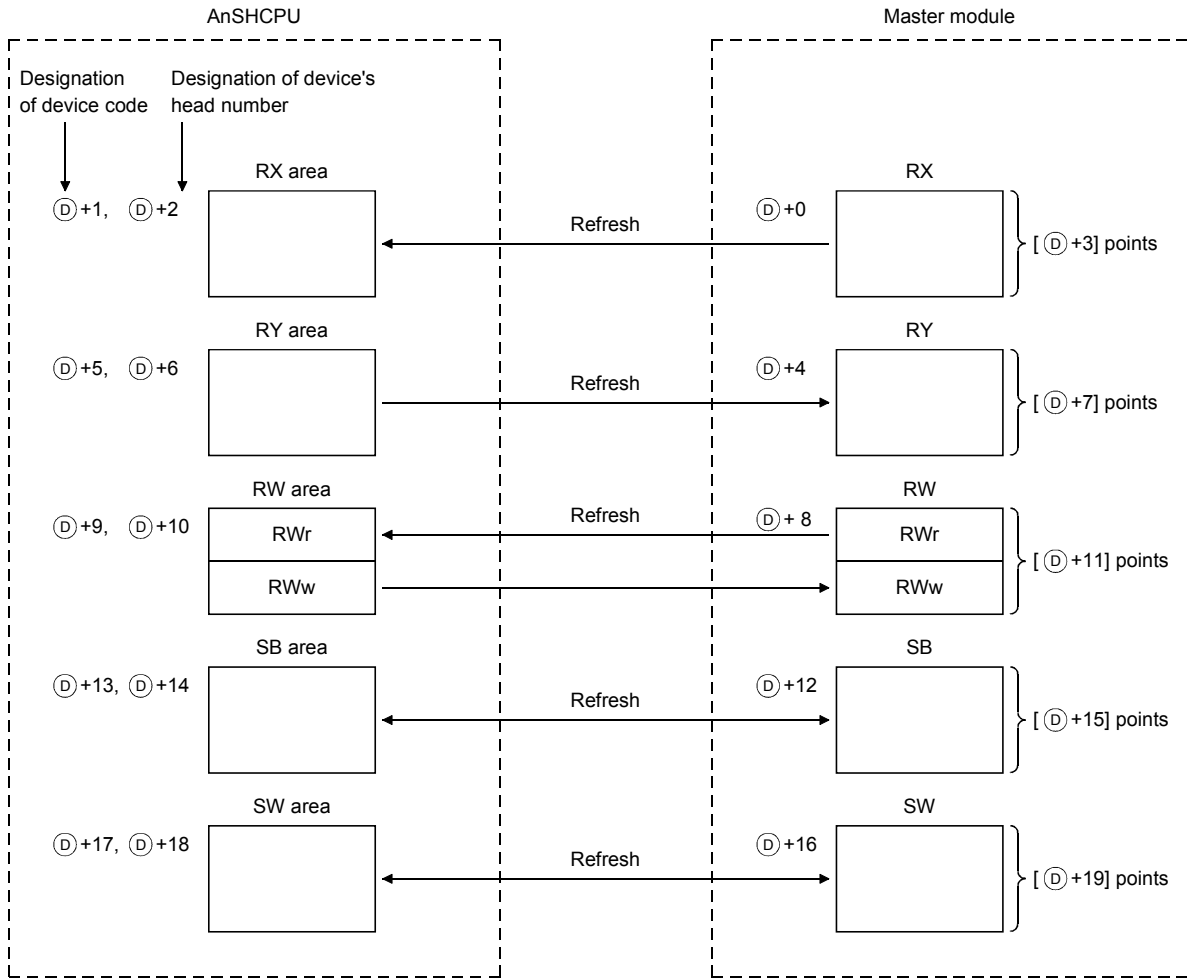 AnSHCPU
Master module
Designation of device code
Designation of device's head number
RX area
RX
Ⓓ+1, Ⓓ+2
Refresh
Ⓓ+0
[Ⓓ+3] points
RY area
RY
Ⓓ+5, Ⓓ+6
Refresh
Ⓓ+4
[Ⓓ+7] points
RW area
RW
Ⓓ+9, Ⓓ+10
RWr
Refresh
Ⓓ+ 8
RWr
RWw
RWw
[Ⓓ+11] points
SB area
SB
Ⓓ+13, Ⓓ+14
Refresh
Ⓓ+12
[Ⓓ+15] points
SW area
SW
Ⓓ+17, Ⓓ+18
Refresh
Ⓓ+16
[Ⓓ+19] points